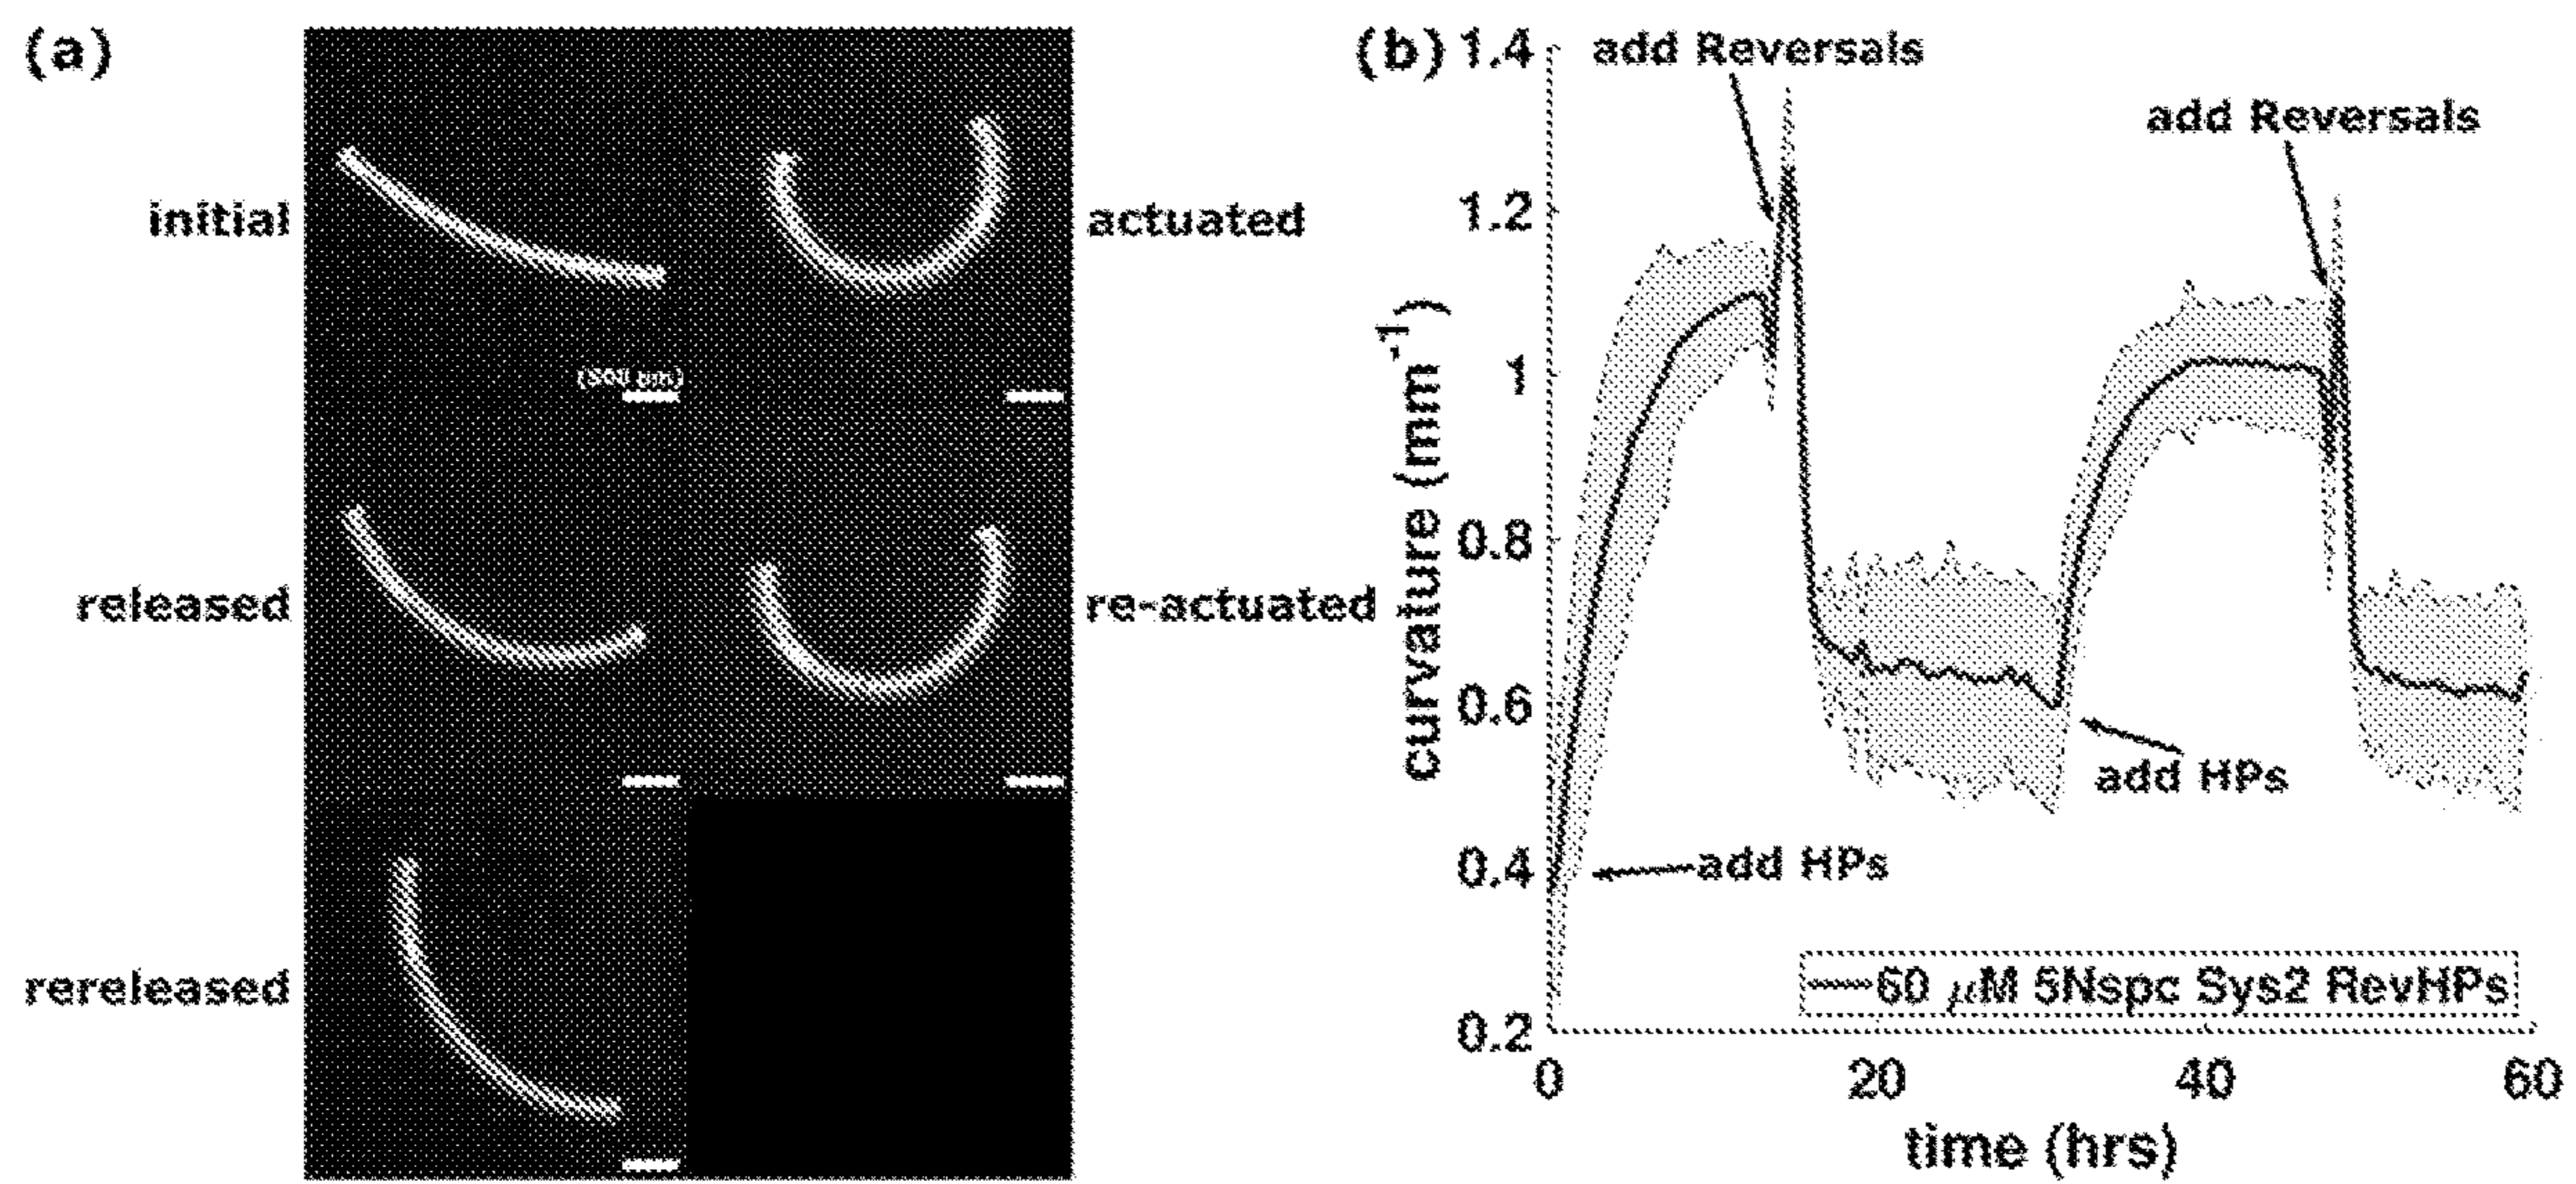 (a)
initial
actuated
released
re-actuated
rereleased
(b)
add Reversals
add Reversals
add HPs
add HPs
1.4
1.2
1
0.8
0.6
0.4
0.2
curvature (mm⁻¹)
60 μM 5Nspc Sys2 RevHPs
0 20 40 60
time (hrs)